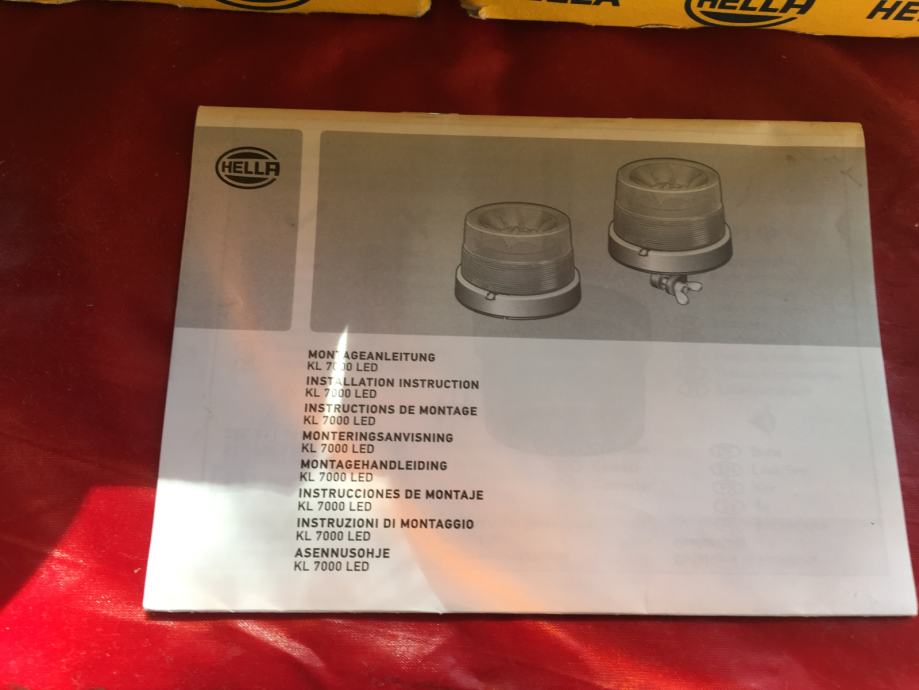 HELLA
HELLA
HE
HELLA
MONTAGEANLEITUNG
KL 7000 LED
INSTALLATION INSTRUCTION
KL 7000 LED
INSTRUCTIONS DE MONTAGE
KL 7000 LED
MONTERINGSANVISNING
KL 7000 LED
MONTAGEHANDLEIDING
KL 7000 LED
INSTRUCCIONES DE MONTAJE
KL 7000 LED
INSTRUZIONI DI MONTAGGIO
KL 7000 LED
ASENNUSOHJE
KL 7000 LED